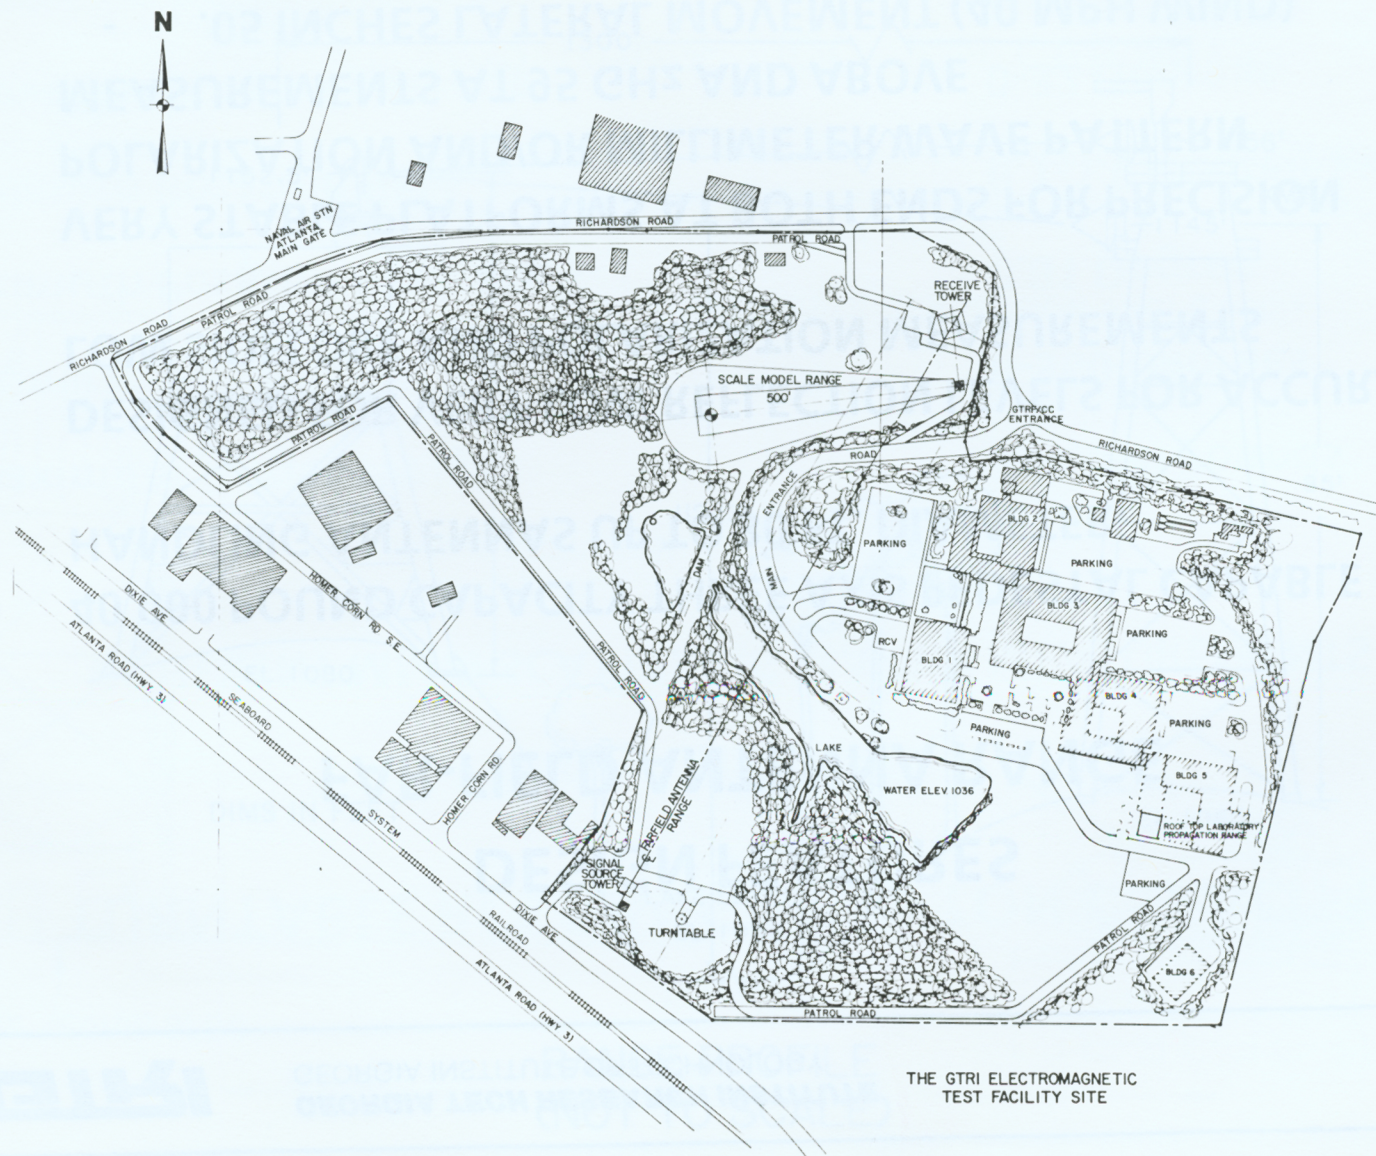 N
NAVAL AIR STN
ATLANTA
MAIN GATE
RICHARDSON ROAD
PATROL ROAD
RICHARDSON ROAD
PATROL ROAD
RECEIVE
TOWER
SCALE MODEL RANGE
500'
GTRI/CC
ENTRANCE
RICHARDSON ROAD
PATROL ROAD
PATROL ROAD
MAIN ENTRANCE ROAD
PARKING
BLDG 2
PARKING
DAM
BLDG 3
PARKING
RCV
BLDG 1
BLDG 4
PARKING
PARKING
HOMER CORN RD S.E.
DIXIE AVE
ATLANTA ROAD (HWY 3)
PATROL ROAD
SEABOARD
SYSTEM
RAILROAD
LAKE
WATER ELEV. 1036
BLDG 5
ROOF TOP LABORATORY
PROPAGATION RANGE
HOMER CORN RD
℄ FARFIELD ANTENNA
RANGE
SIGNAL
SOURCE
TOWER
PARKING
DIXIE
AVE
TURNTABLE
PATROL ROAD
BLDG 6
ATLANTA ROAD (HWY 3)
PATROL ROAD
THE GTRI ELECTROMAGNETIC
TEST FACILITY SITE